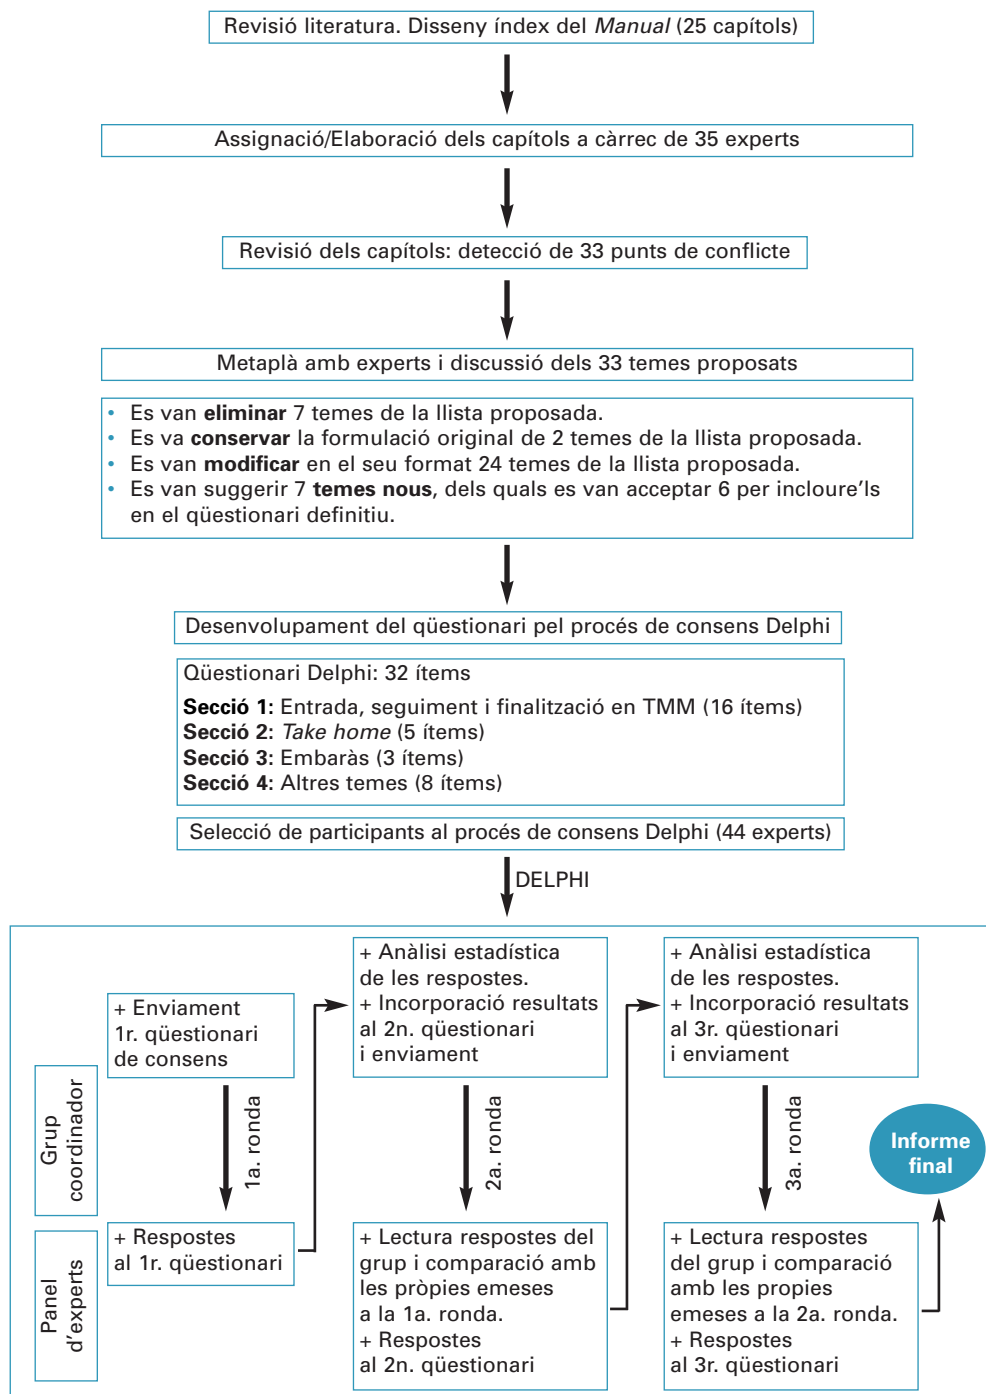 Revisió literatura. Disseny índex del Manual (25 capítols)
Assignació/Elaboració dels capítols a càrrec de 35 experts
Revisió dels capítols: detecció de 33 punts de conflicte
Metaplà amb experts i discussió dels 33 temes proposats
• Es van eliminar 7 temes de la llista proposada.
• Es va conservar la formulació original de 2 temes de la llista proposada.
• Es van modificar en el seu format 24 temes de la llista proposada.
• Es van suggerir 7 temes nous, dels quals es van acceptar 6 per incloure’ls
en el qüestionari definitiu.
Desenvolupament del qüestionari pel procés de consens Delphi
Qüestionari Delphi: 32 ítems
Secció 1: Entrada, seguiment i finalització en TMM (16 ítems)
Secció 2: Take home (5 ítems)
Secció 3: Embaràs (3 ítems)
Secció 4: Altres temes (8 ítems)
Selecció de participants al procés de consens Delphi (44 experts)
DELPHI
Grup
coordinador
Panel
d’experts
+ Enviament
1r. qüestionari
de consens
1a. ronda
+ Respostes
al 1r. qüestionari
+ Anàlisi estadística
de les respostes.
+ Incorporació resultats
al 2n. qüestionari
i enviament
2a. ronda
+ Lectura respostes del
grup i comparació amb
les pròpies emeses
a la 1a. ronda.
+ Respostes
al 2n. qüestionari
+ Anàlisi estadística
de les respostes.
+ Incorporació resultats
al 3r. qüestionari
i enviament
3a. ronda
+ Lectura respostes
del grup i comparació
amb les propies
emeses a la 2a. ronda.
+ Respostes
al 3r. qüestionari
Informe
final